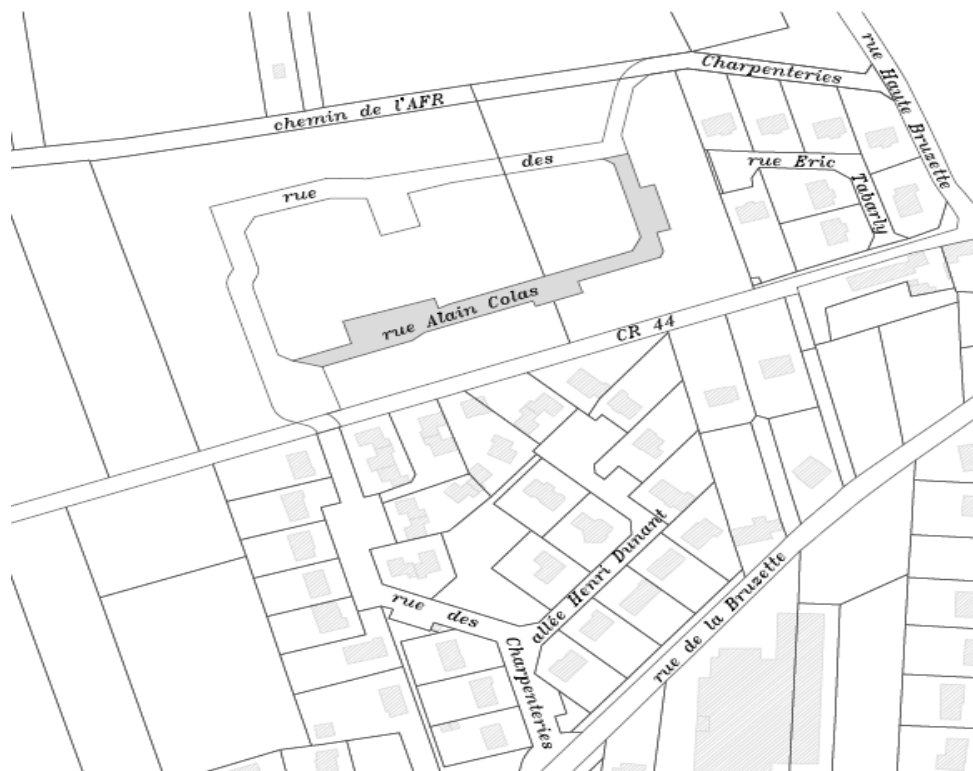 rue Haute Bruzette
Charpenteries
chemin de l'AFR
rue des
rue Eric
Tabarly
rue Alain Colas
CR 44
allée Henri Dunant
rue de la Bruzette
rue des
Charpenteries